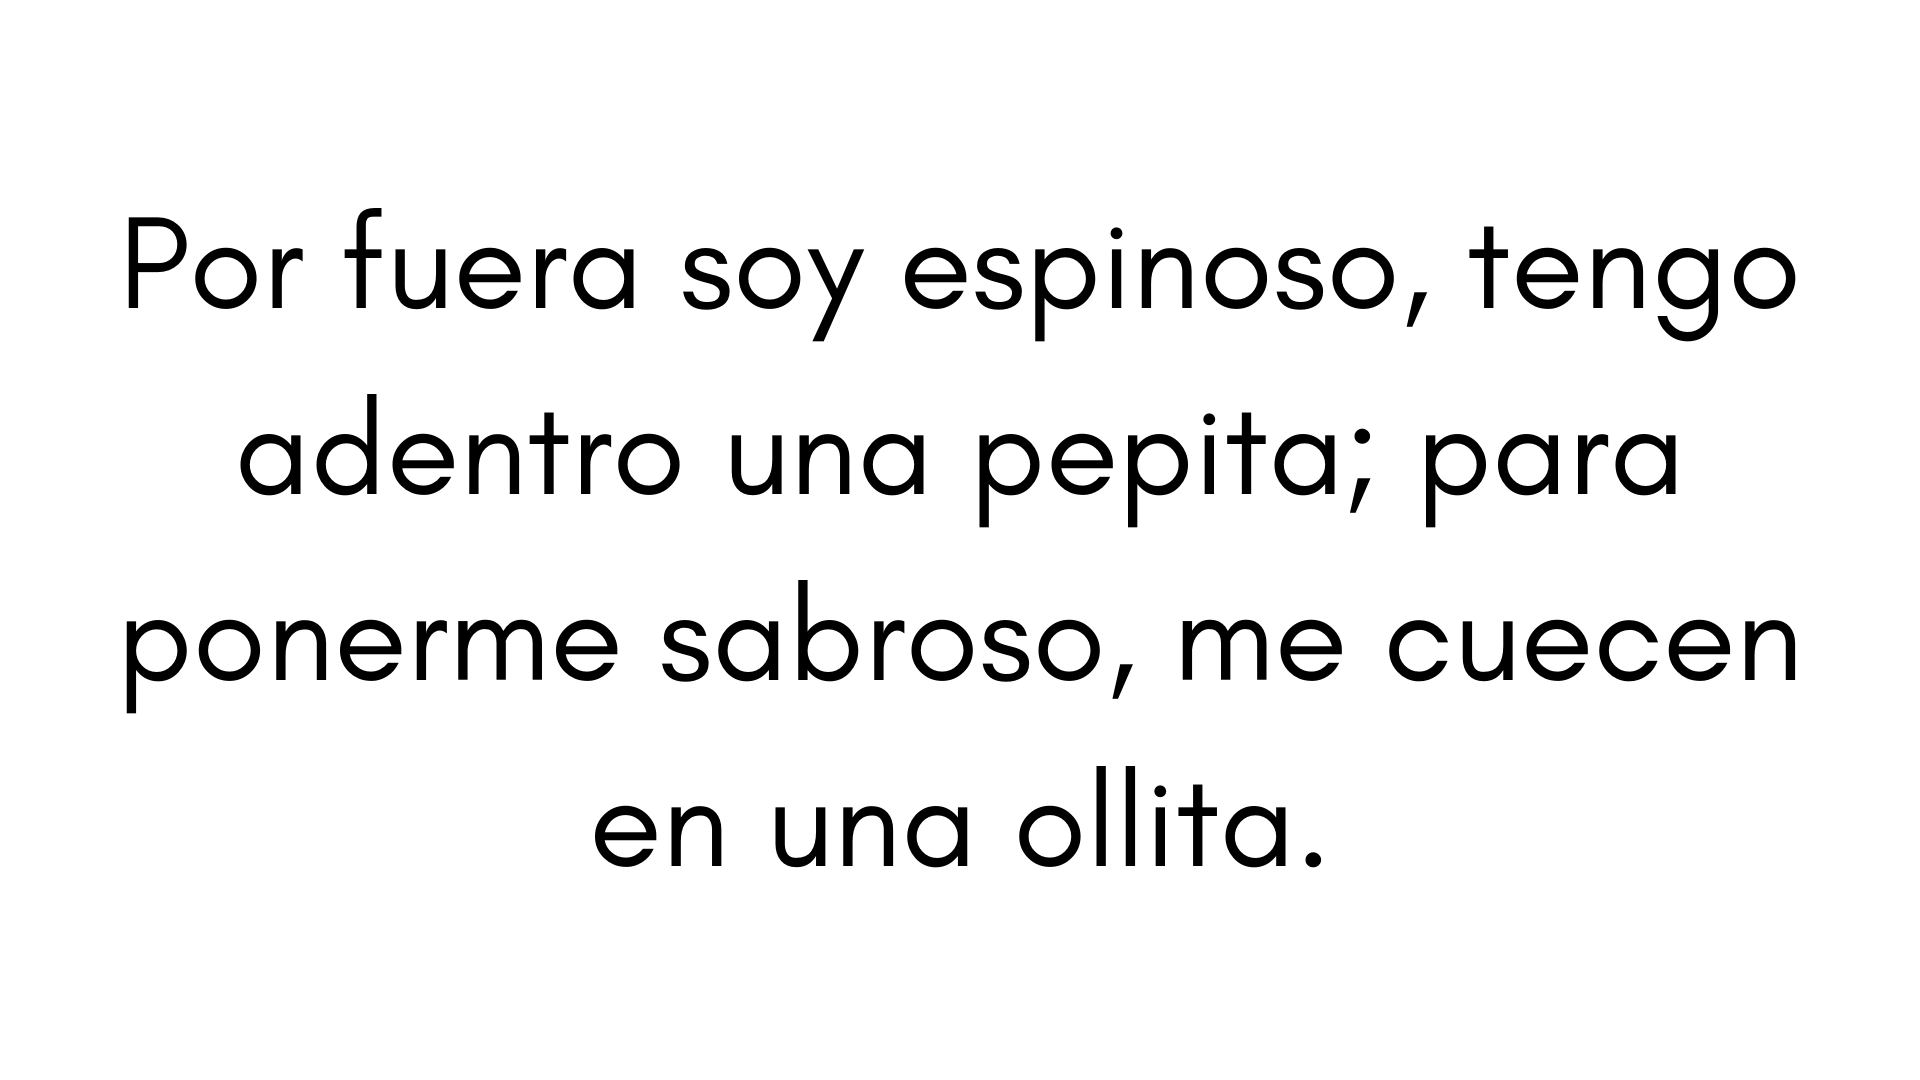 Por fuera soy espinoso, tengo
adentro una pepita; para
ponerme sabroso, me cuecen
en una ollita.